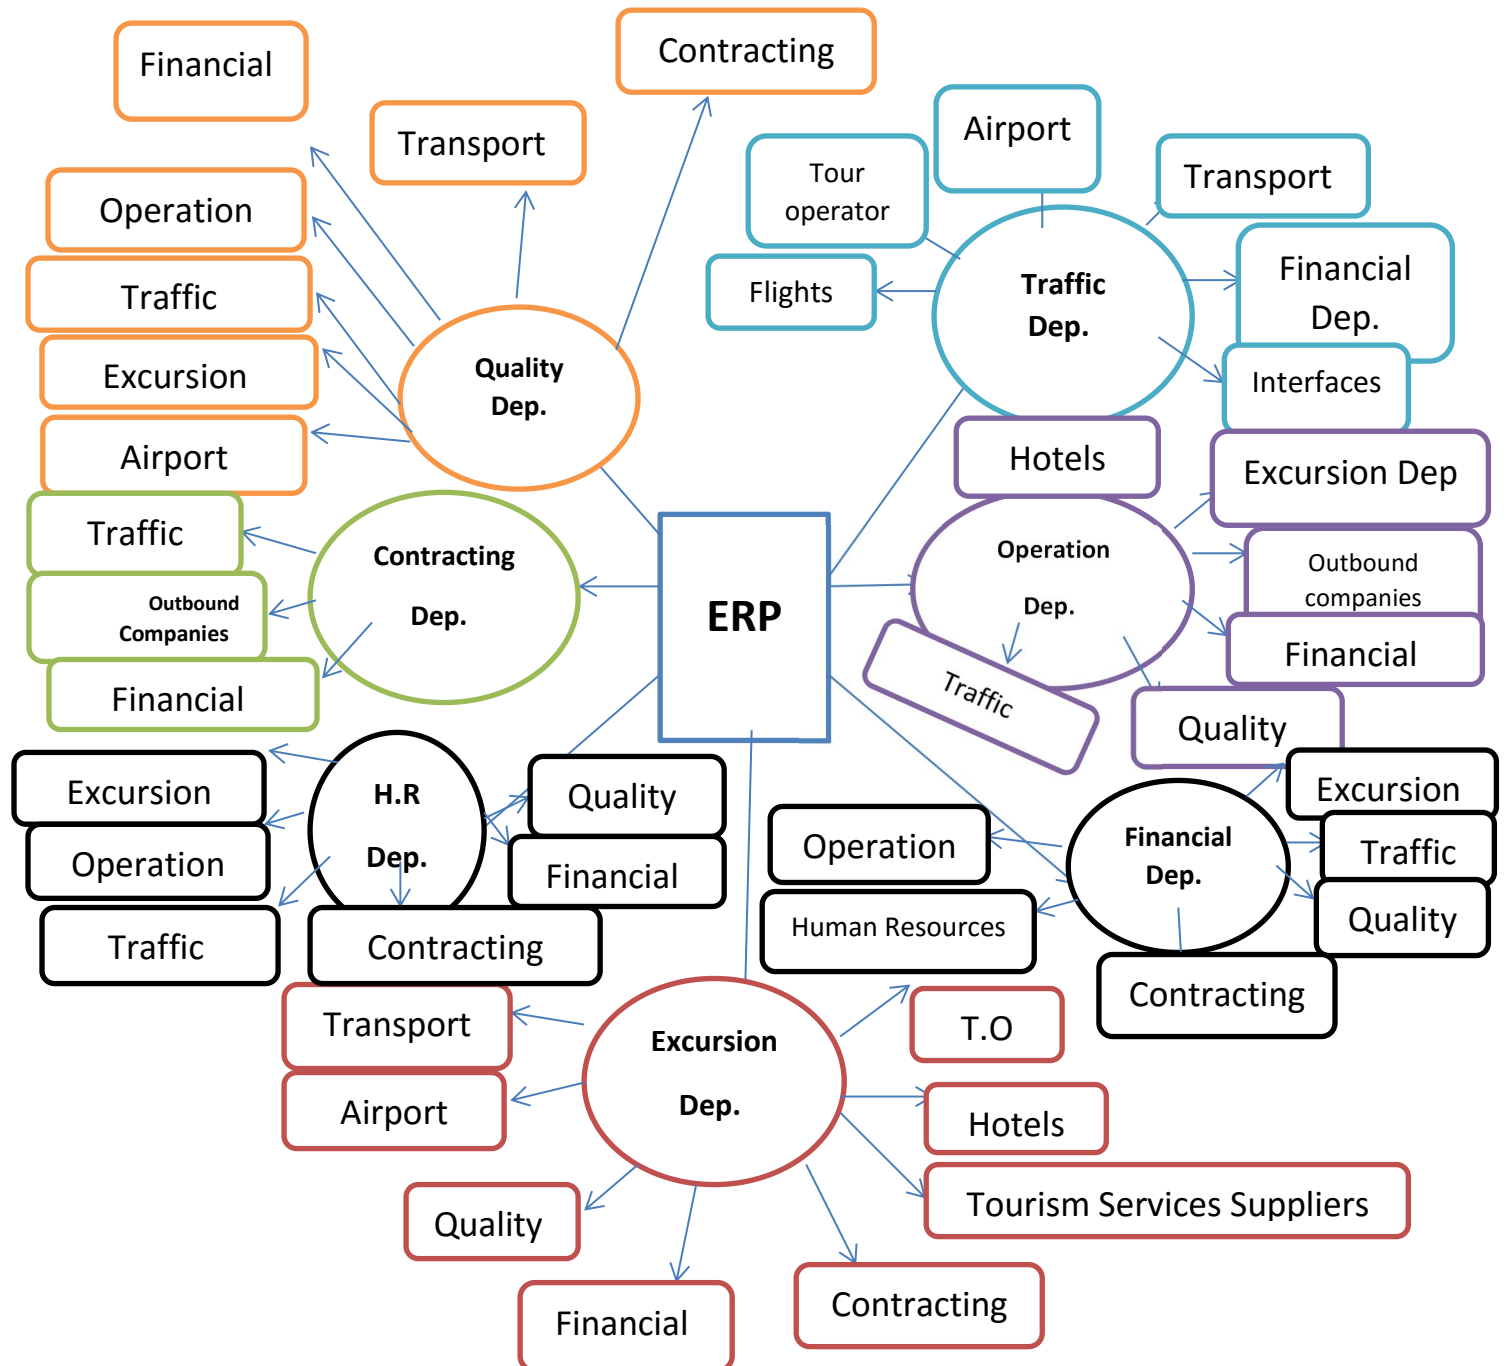 Financial
Contracting
Transport
Airport
Tour
operator
Transport
Operation
Flights
Traffic
Dep.
Financial
Dep.
Traffic
Excursion
Quality
Dep.
Interfaces
Airport
Hotels
Excursion Dep
Traffic
Contracting
Dep.
Operation
Dep.
Outbound
companies
Outbound
Companies
ERP
Financial
Financial
Traffic
Quality
Excursion
H.R
Dep.
Quality
Excursion
Operation
Financial
Operation
Financial
Dep.
Traffic
Traffic
Contracting
Human Resources
Quality
Contracting
Transport
Excursion
Dep.
T.O
Airport
Hotels
Quality
Tourism Services Suppliers
Financial
Contracting